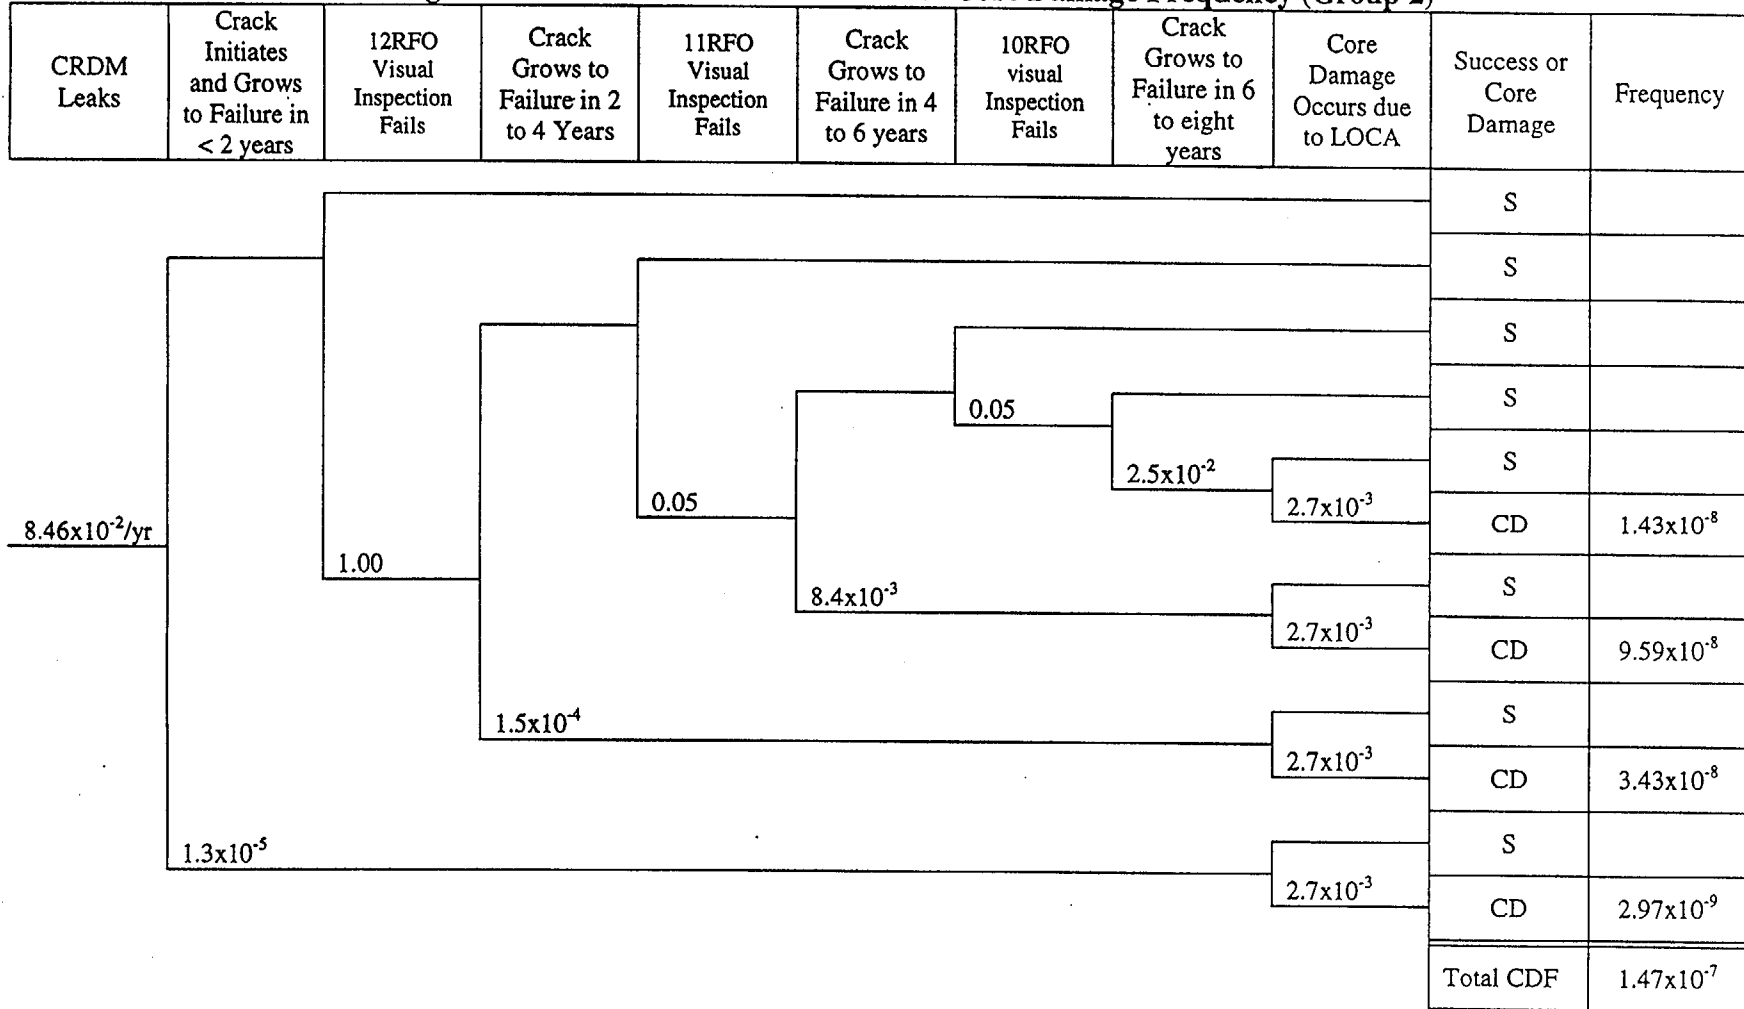 Damage Frequency (Group 2)
CRDM
Leaks
Crack
Initiates
and Grows
to Failure in
< 2 years
12RFO
Visual
Inspection
Fails
Crack
Grows to
Failure in 2
to 4 Years
11RFO
Visual
Inspection
Fails
Crack
Grows to
Failure in 4
to 6 years
10RFO
visual
Inspection
Fails
Crack
Grows to
Failure in 6
to eight
years
Core
Damage
Occurs due
to LOCA
Success or
Core
Damage
Frequency
S
S
S
0.05
S
2.5x10⁻²
S
0.05
2.7x10⁻³
8.46x10⁻²/yr
CD
1.43x10⁻⁸
1.00
8.4x10⁻³
S
2.7x10⁻³
CD
9.59x10⁻⁸
1.5x10⁻⁴
S
2.7x10⁻³
CD
3.43x10⁻⁸
1.3x10⁻⁵
S
2.7x10⁻³
CD
2.97x10⁻⁹
Total CDF
1.47x10⁻⁷